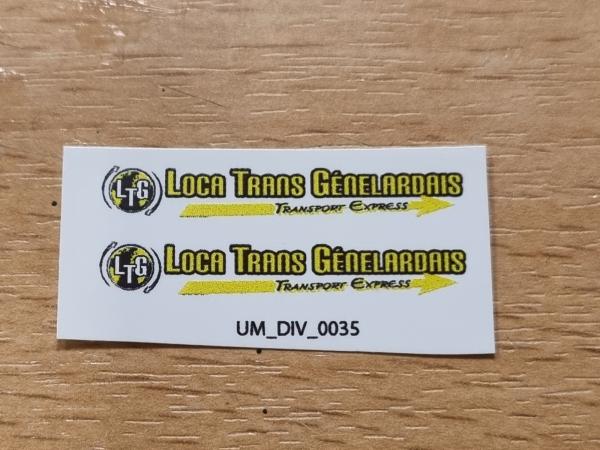 LTG LOCA TRANS GÉNELARDAIS
TRANSPORT EXPRESS
LTG LOCA TRANS GÉNELARDAIS
TRANSPORT EXPRESS
UM_DIV_0035